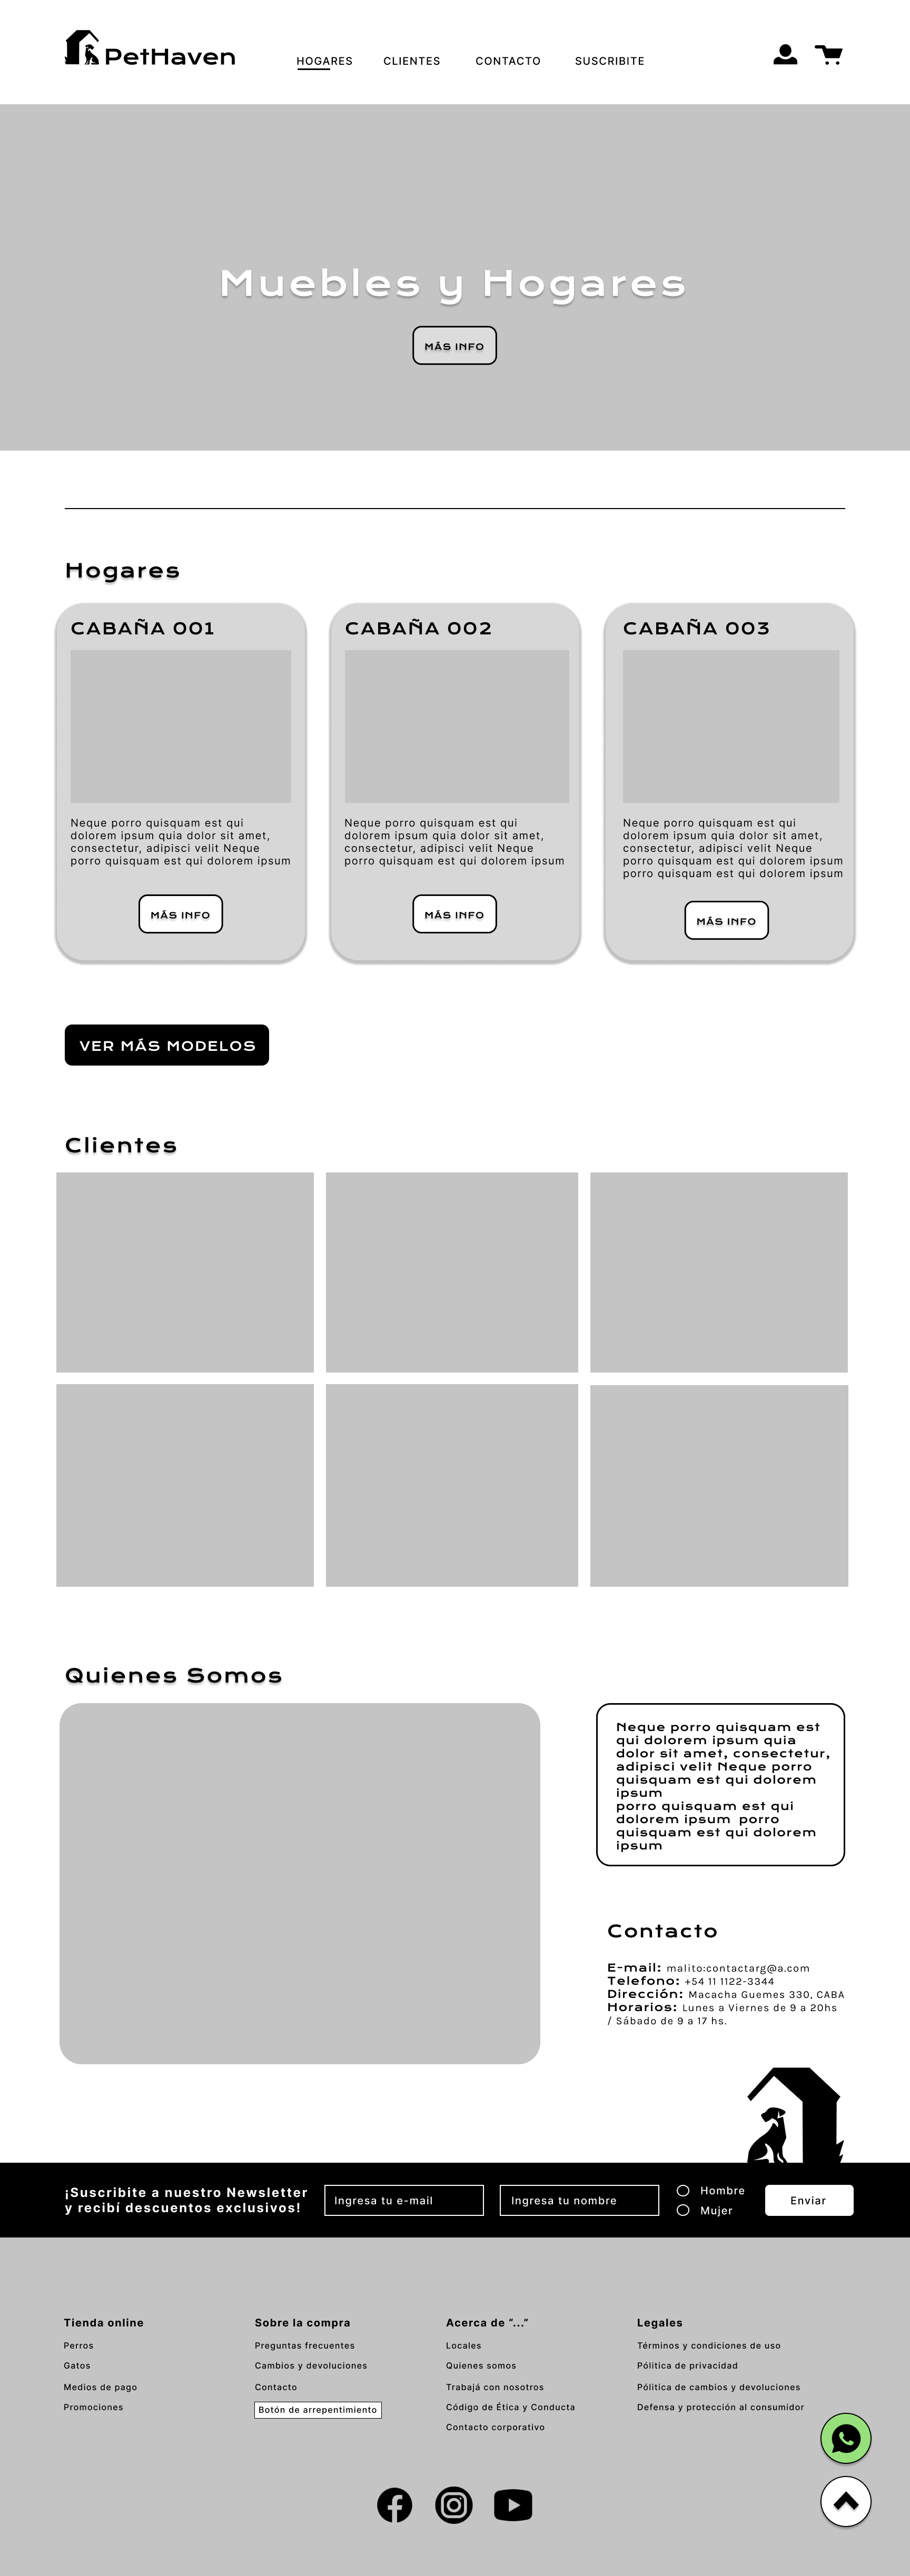 PetHaven
HOGARES
CLIENTES
CONTACTO
SUSCRIBITE
Muebles y Hogares
MÁS INFO
Hogares
CABAÑA 001
Neque porro quisquam est qui
dolorem ipsum quia dolor sit amet,
consectetur, adipisci velit Neque
porro quisquam est qui dolorem ipsum
MÁS INFO
CABAÑA 002
Neque porro quisquam est qui
dolorem ipsum quia dolor sit amet,
consectetur, adipisci velit Neque
porro quisquam est qui dolorem ipsum
MÁS INFO
CABAÑA 003
Neque porro quisquam est qui
dolorem ipsum quia dolor sit amet,
consectetur, adipisci velit Neque
porro quisquam est qui dolorem ipsum
porro quisquam est qui dolorem ipsum
MÁS INFO
VER MÁS MODELOS
Clientes
Quienes Somos
Neque porro quisquam est
qui dolorem ipsum quia
dolor sit amet, consectetur,
adipisci velit Neque porro
quisquam est qui dolorem
ipsum
porro quisquam est qui
dolorem ipsum porro
quisquam est qui dolorem
ipsum
Contacto
E-mail: malito:contactarg@a.com
Telefono: +54 11 1122-3344
Dirección: Macacha Guemes 330, CABA
Horarios: Lunes a Viernes de 9 a 20hs
/ Sábado de 9 a 17 hs.
¡Suscribite a nuestro Newsletter
y recibí descuentos exclusivos!
Ingresa tu e-mail
Ingresa tu nombre
Hombre
Mujer
Enviar
Tienda online
Perros
Gatos
Medios de pago
Promociones
Sobre la compra
Preguntas frecuentes
Cambios y devoluciones
Contacto
Botón de arrepentimiento
Acerca de “...”
Locales
Quienes somos
Trabajá con nosotros
Código de Ética y Conducta
Contacto corporativo
Legales
Términos y condiciones de uso
Pólitica de privacidad
Pólitica de cambios y devoluciones
Defensa y protección al consumidor